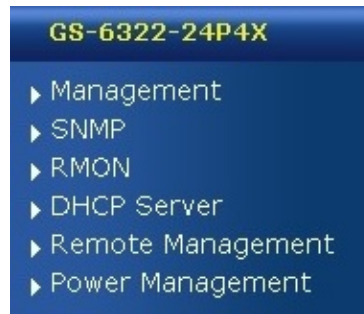 GS-6322-24P4X
Management
SNMP
RMON
DHCP Server
Remote Management
Power Management